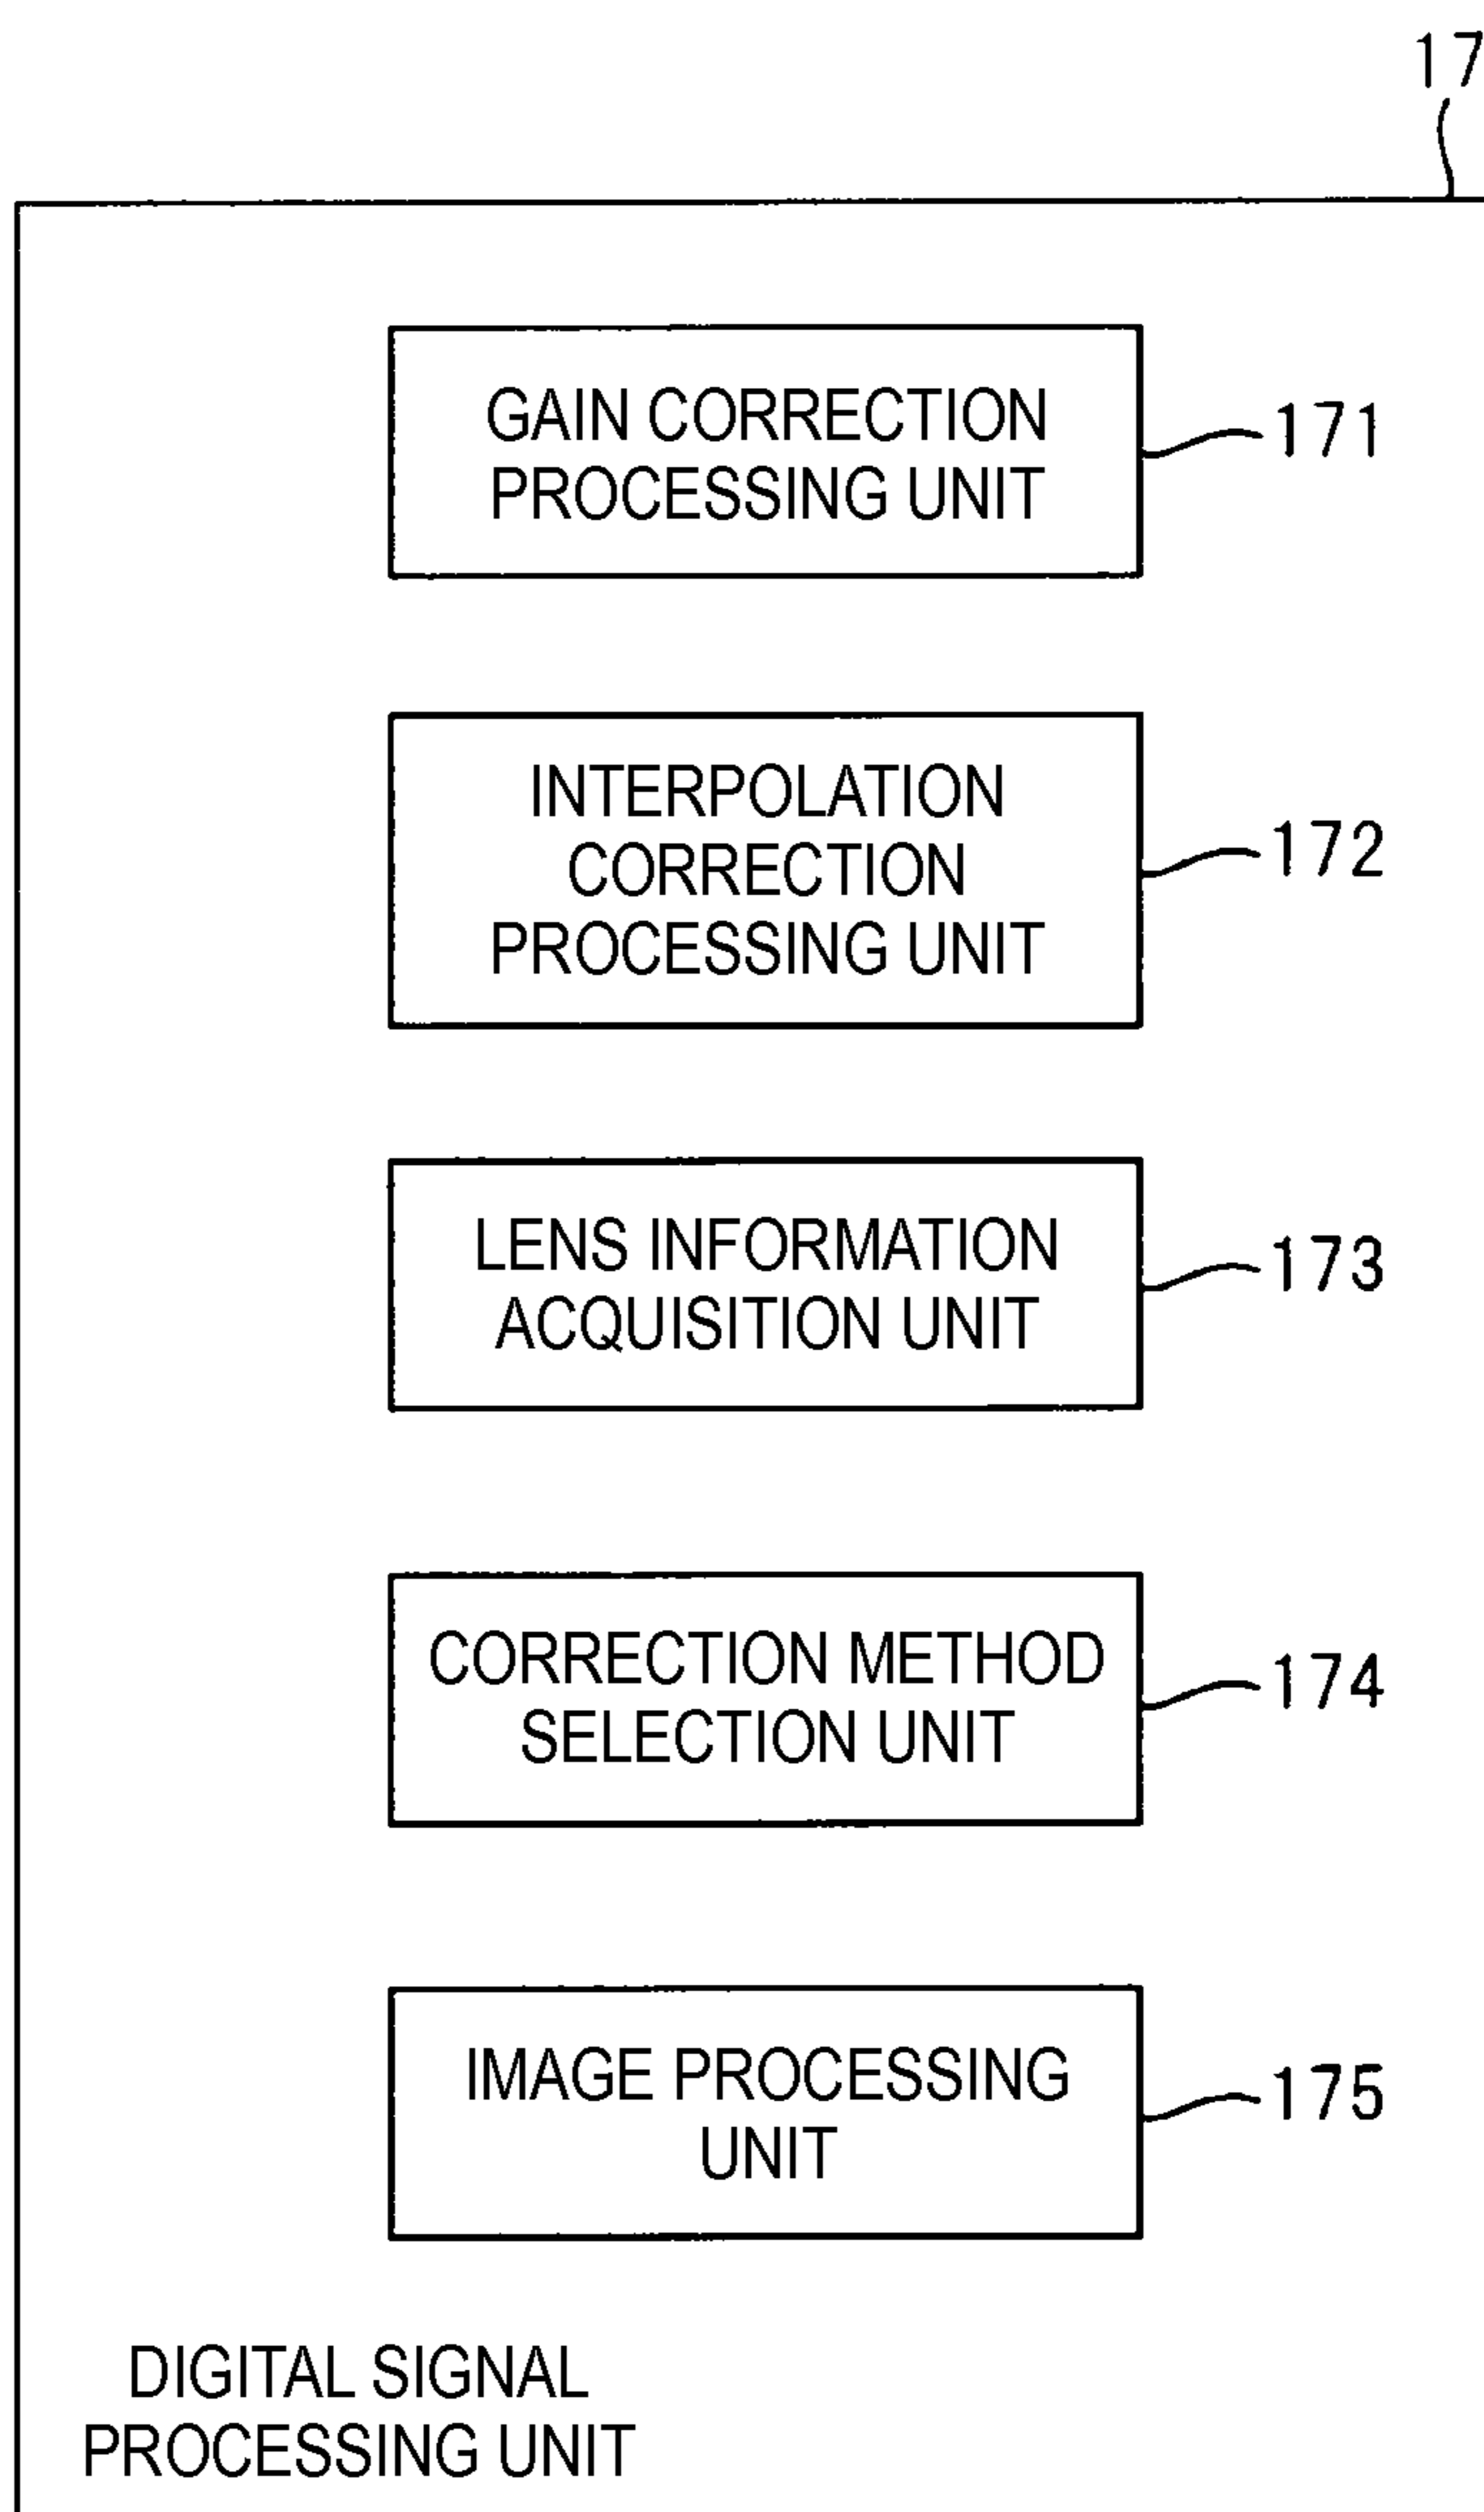 17
GAIN CORRECTION
PROCESSING UNIT
171
INTERPOLATION
CORRECTION
PROCESSING UNIT
172
LENS INFORMATION
ACQUISITION UNIT
173
CORRECTION METHOD
SELECTION UNIT
174
IMAGE PROCESSING
UNIT
175
DIGITAL SIGNAL
PROCESSING UNIT